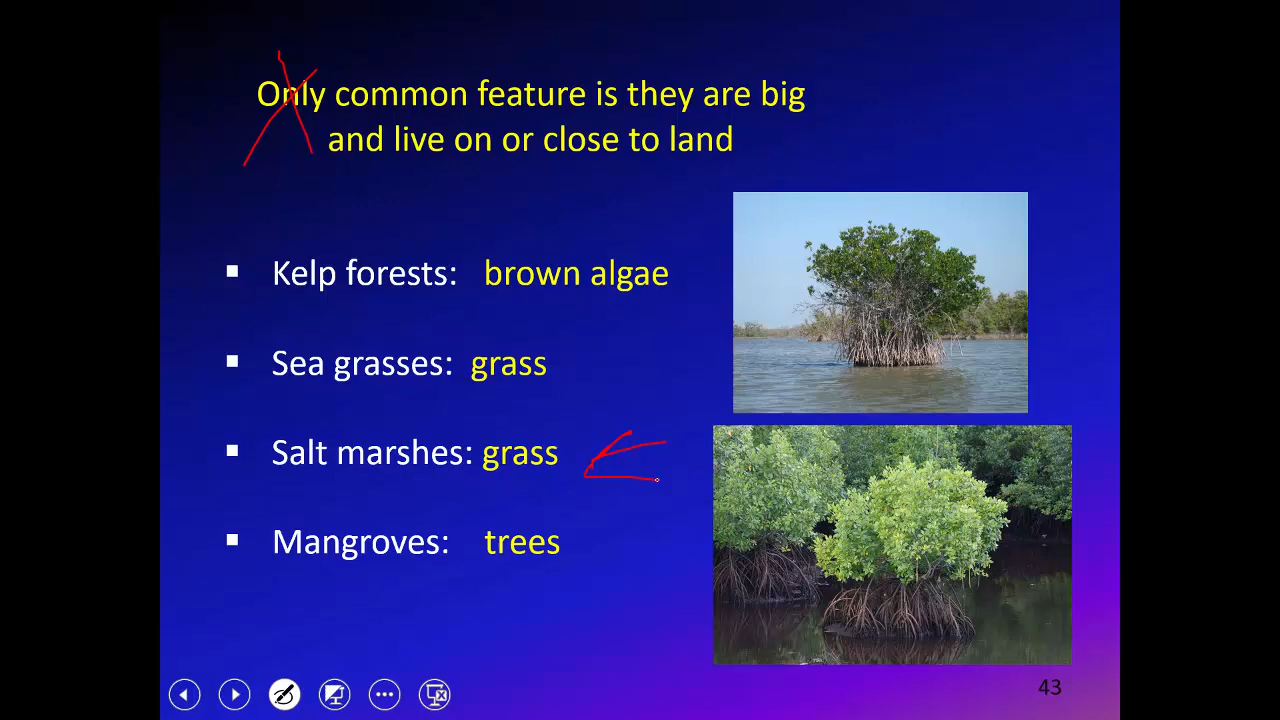 Only common feature is they are big
and live on or close to land
▪ Kelp forests: brown algae
▪ Sea grasses: grass
▪ Salt marshes: grass
▪ Mangroves: trees
43